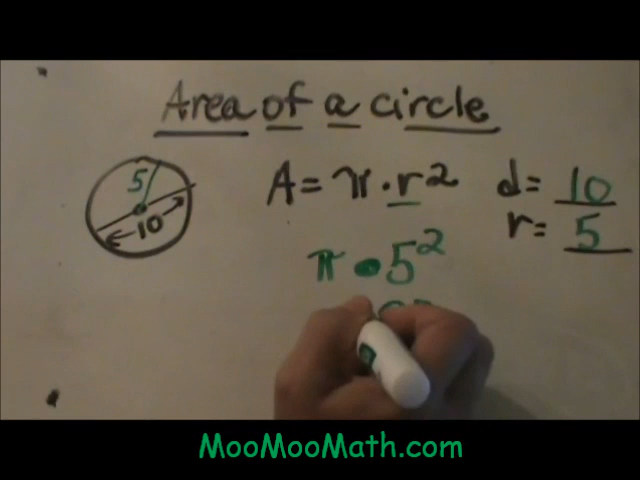 Area of a circle
5
10
A = π · r2
d = 10
r = 5
π · 5²
MooMooMath.com